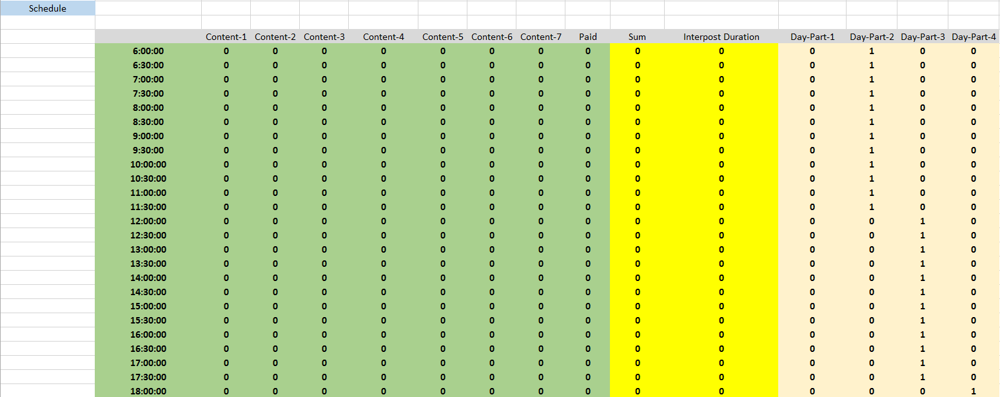 Schedule
Content-1 Content-2 Content-3 Content-4 Content-5 Content-6 Content-7 Paid Sum Interpost Duration Day-Part-1 Day-Part-2 Day-Part-3 Day-Part-4
6:00:00 0 0 0 0 0 0 0 0 0 0 0 1 0 0
6:30:00 0 0 0 0 0 0 0 0 0 0 0 1 0 0
7:00:00 0 0 0 0 0 0 0 0 0 0 0 1 0 0
7:30:00 0 0 0 0 0 0 0 0 0 0 0 1 0 0
8:00:00 0 0 0 0 0 0 0 0 0 0 0 1 0 0
8:30:00 0 0 0 0 0 0 0 0 0 0 0 1 0 0
9:00:00 0 0 0 0 0 0 0 0 0 0 0 1 0 0
9:30:00 0 0 0 0 0 0 0 0 0 0 0 1 0 0
10:00:00 0 0 0 0 0 0 0 0 0 0 0 1 0 0
10:30:00 0 0 0 0 0 0 0 0 0 0 0 1 0 0
11:00:00 0 0 0 0 0 0 0 0 0 0 0 1 0 0
11:30:00 0 0 0 0 0 0 0 0 0 0 0 1 0 0
12:00:00 0 0 0 0 0 0 0 0 0 0 0 0 1 0
12:30:00 0 0 0 0 0 0 0 0 0 0 0 0 1 0
13:00:00 0 0 0 0 0 0 0 0 0 0 0 0 1 0
13:30:00 0 0 0 0 0 0 0 0 0 0 0 0 1 0
14:00:00 0 0 0 0 0 0 0 0 0 0 0 0 1 0
14:30:00 0 0 0 0 0 0 0 0 0 0 0 0 1 0
15:00:00 0 0 0 0 0 0 0 0 0 0 0 0 1 0
15:30:00 0 0 0 0 0 0 0 0 0 0 0 0 1 0
16:00:00 0 0 0 0 0 0 0 0 0 0 0 0 1 0
16:30:00 0 0 0 0 0 0 0 0 0 0 0 0 1 0
17:00:00 0 0 0 0 0 0 0 0 0 0 0 0 1 0
17:30:00 0 0 0 0 0 0 0 0 0 0 0 0 1 0
18:00:00 0 0 0 0 0 0 0 0 0 0 0 0 0 1